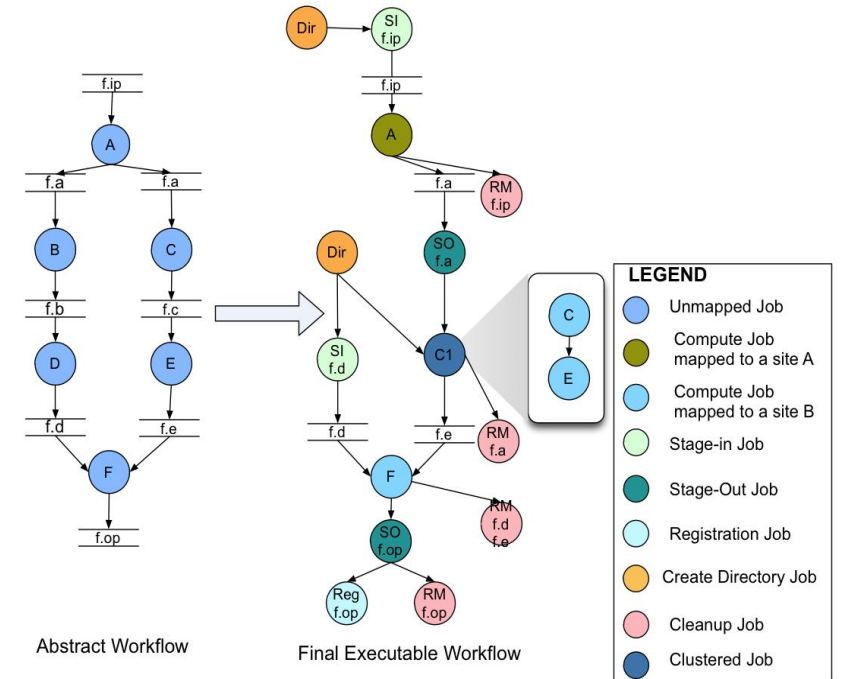 f.ip
A
f.a
f.a
B
C
f.b
f.c
D
E
f.d
f.e
F
f.op
Abstract Workflow
Dir
SI
f.ip
f.ip
A
f.a
RM
f.ip
Dir
SO
f.a
SI
f.d
C1
C
E
f.d
f.e
RM
f.a
F
RM
f.d
f.e
SO
f.op
Reg
f.op
RM
f.op
Final Executable Workflow
LEGEND
Unmapped Job
Compute Job
mapped to a site A
Compute Job
mapped to a site B
Stage-in Job
Stage-Out Job
Registration Job
Create Directory Job
Cleanup Job
Clustered Job